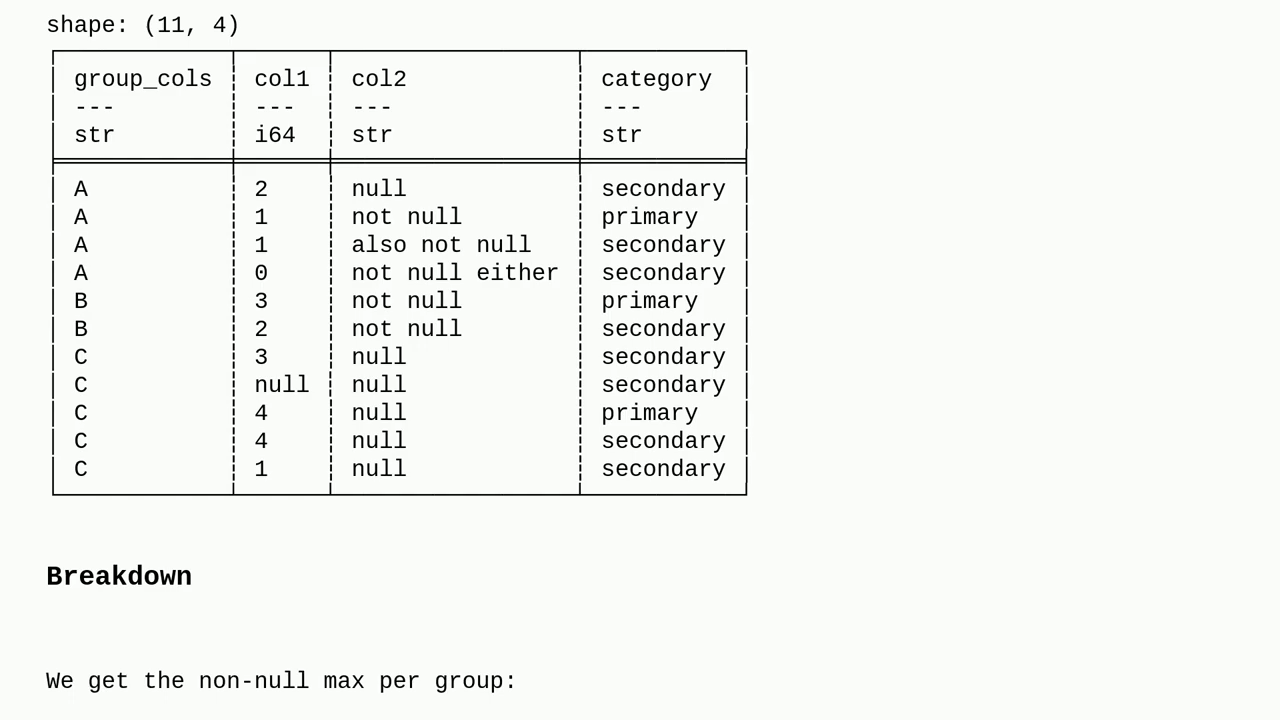 shape: (11, 4)
group_cols col1 col2 category
--- --- --- ---
str i64 str str
A 2 null secondary
A 1 not null primary
A 1 also not null secondary
A 0 not null either secondary
B 3 not null primary
B 2 not null secondary
C 3 null secondary
C null null secondary
C 4 null primary
C 4 null secondary
C 1 null secondary
Breakdown
We get the non-null max per group: